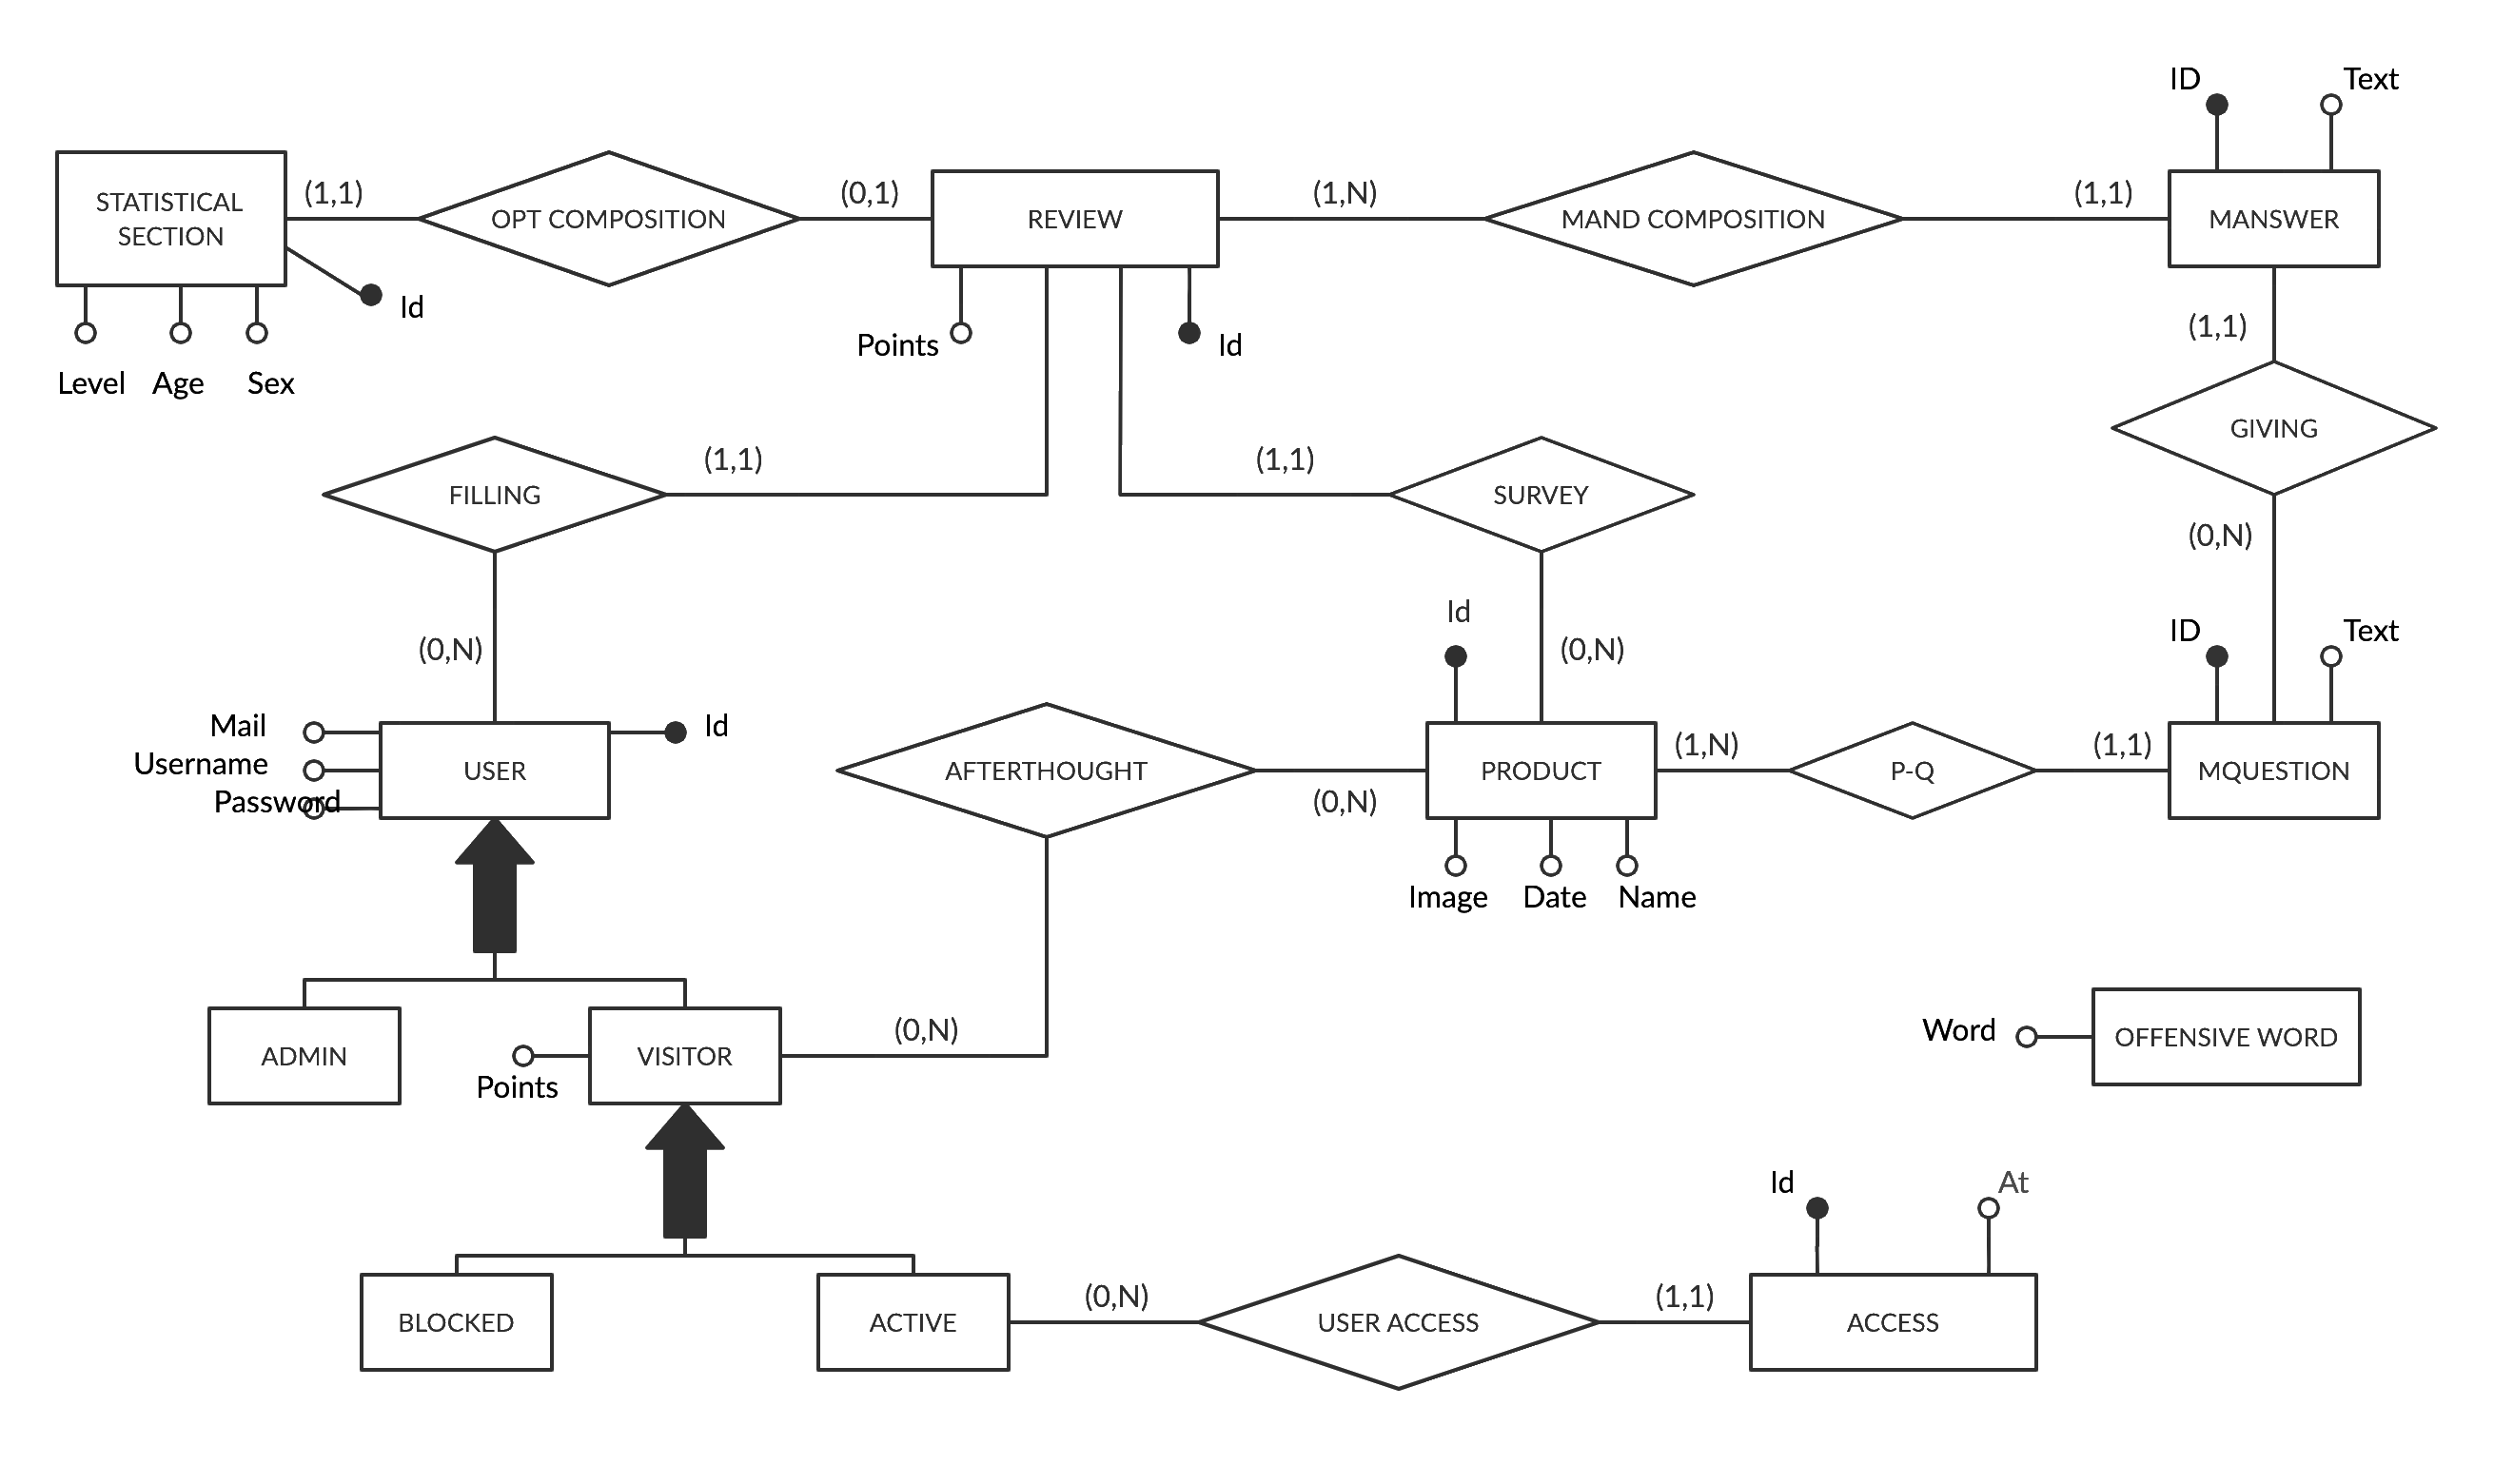 ID
Text
STATISTICAL
SECTION
(1,1)
OPT COMPOSITION
(0,1)
REVIEW
(1,N)
MAND COMPOSITION
(1,1)
MANSWER
Id
Level
Age
Sex
Points
Id
(1,1)
GIVING
FILLING
(1,1)
(1,1)
SURVEY
(0,N)
(0,N)
(0,N)
Id
ID
Text
Mail
Username
Password
USER
Id
AFTERTHOUGHT
(0,N)
PRODUCT
(1,N)
P-Q
(1,1)
MQUESTION
Image
Date
Name
ADMIN
Points
VISITOR
(0,N)
Word
OFFENSIVE WORD
Id
At
BLOCKED
ACTIVE
(0,N)
USER ACCESS
(1,1)
ACCESS